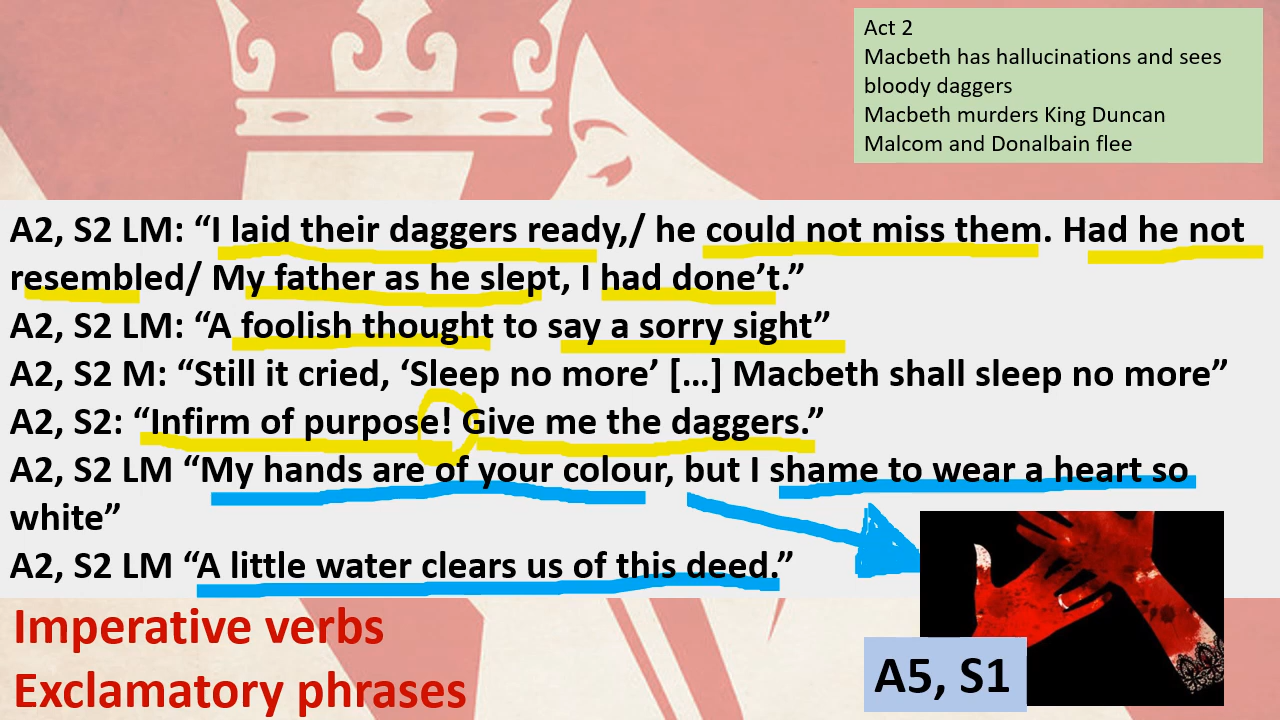 Act 2
Macbeth has hallucinations and sees
bloody daggers
Macbeth murders King Duncan
Malcom and Donalbain flee
A2, S2 LM: “I laid their daggers ready,/ he could not miss them. Had he not
resembled/ My father as he slept, I had done’t.”
A2, S2 LM: “A foolish thought to say a sorry sight”
A2, S2 M: “Still it cried, ‘Sleep no more’ […] Macbeth shall sleep no more”
A2, S2: “Infirm of purpose! Give me the daggers.”
A2, S2 LM “My hands are of your colour, but I shame to wear a heart so
white”
A2, S2 LM “A little water clears us of this deed.”
Imperative verbs
Exclamatory phrases
A5, S1